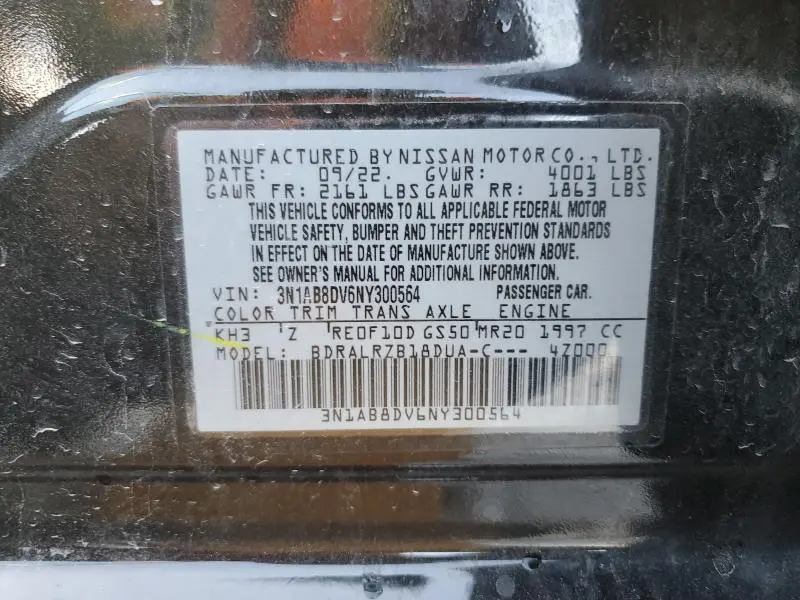 MANUFACTURED BY NISSAN MOTOR CO., LTD.
DATE: 09/22. GVWR: 4001 LBS
GAWR FR: 2161 LBS GAWR RR: 1863 LBS
THIS VEHICLE CONFORMS TO ALL APPLICABLE FEDERAL MOTOR
VEHICLE SAFETY, BUMPER AND THEFT PREVENTION STANDARDS
IN EFFECT ON THE DATE OF MANUFACTURE SHOWN ABOVE.
SEE OWNER'S MANUAL FOR ADDITIONAL INFORMATION.
VIN: 3N1AB8DV6NY300564 PASSENGER CAR.
COLOR TRIM TRANS AXLE ENGINE
KH3 Z RE0F10D GS50 MR20 1997 CC
MODEL: BDRALRZB18DUA-C--- 4Z000
3N1AB8DV6NY300564